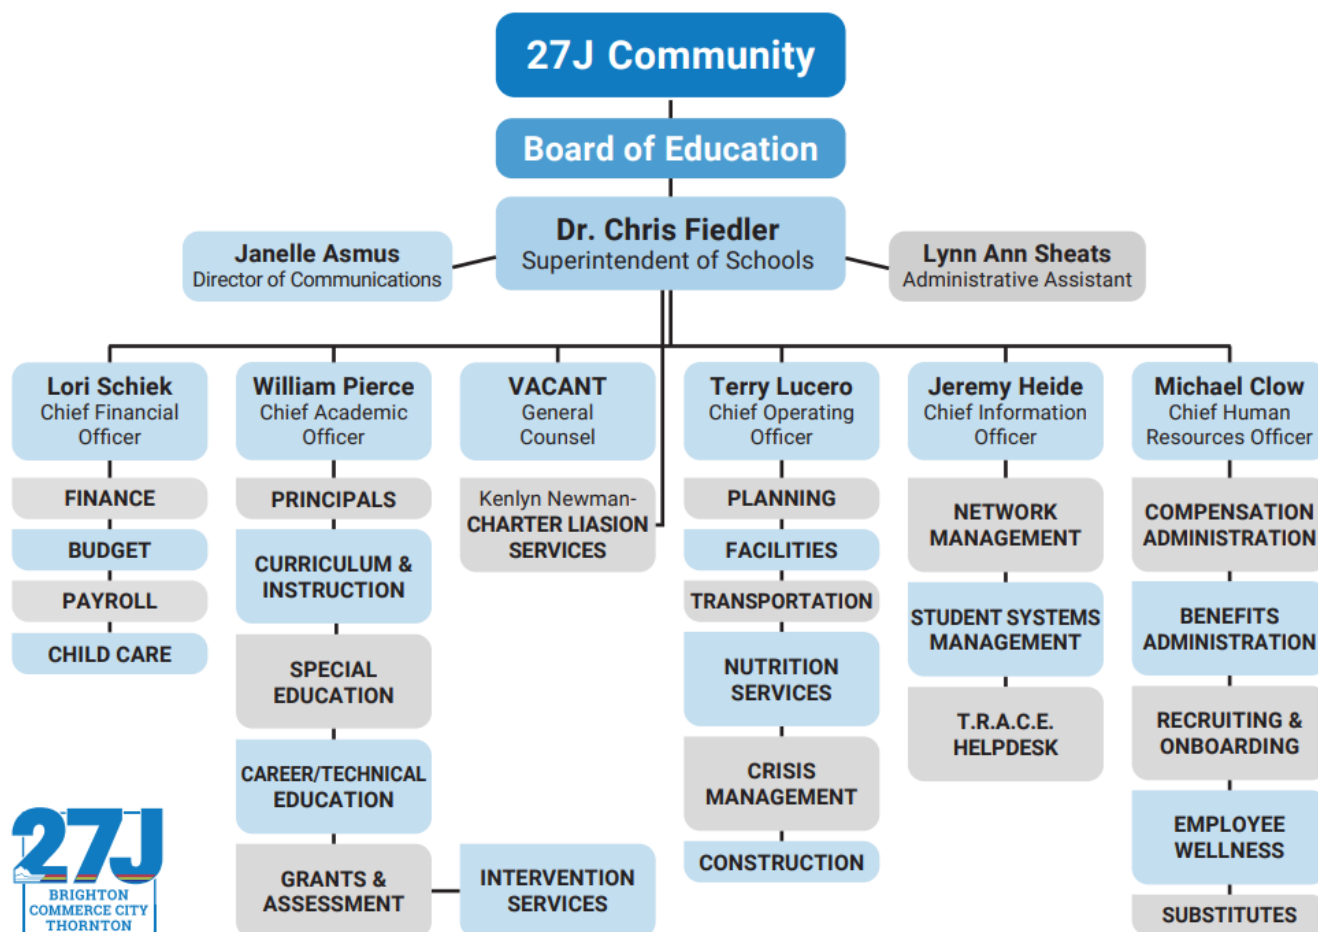 27J Community
Board of Education
Dr. Chris Fiedler
Superintendent of Schools
Janelle Asmus
Director of Communications
Lynn Ann Sheats
Administrative Assistant
Lori Schiek
Chief Financial
Officer
FINANCE
BUDGET
PAYROLL
CHILD CARE
William Pierce
Chief Academic
Officer
PRINCIPALS
CURRICULUM &
INSTRUCTION
SPECIAL
EDUCATION
CAREER/TECHNICAL
EDUCATION
GRANTS &
ASSESSMENT
INTERVENTION
SERVICES
VACANT
General
Counsel
Kenlyn Newman-
CHARTER LIASION
SERVICES
Terry Lucero
Chief Operating
Officer
PLANNING
FACILITIES
TRANSPORTATION
NUTRITION
SERVICES
CRISIS
MANAGEMENT
CONSTRUCTION
Jeremy Heide
Chief Information
Officer
NETWORK
MANAGEMENT
STUDENT SYSTEMS
MANAGEMENT
T.R.A.C.E.
HELPDESK
Michael Clow
Chief Human
Resources Officer
COMPENSATION
ADMINISTRATION
BENEFITS
ADMINISTRATION
RECRUITING &
ONBOARDING
EMPLOYEE
WELLNESS
SUBSTITUTES
27J
BRIGHTON
COMMERCE CITY
THORNTON